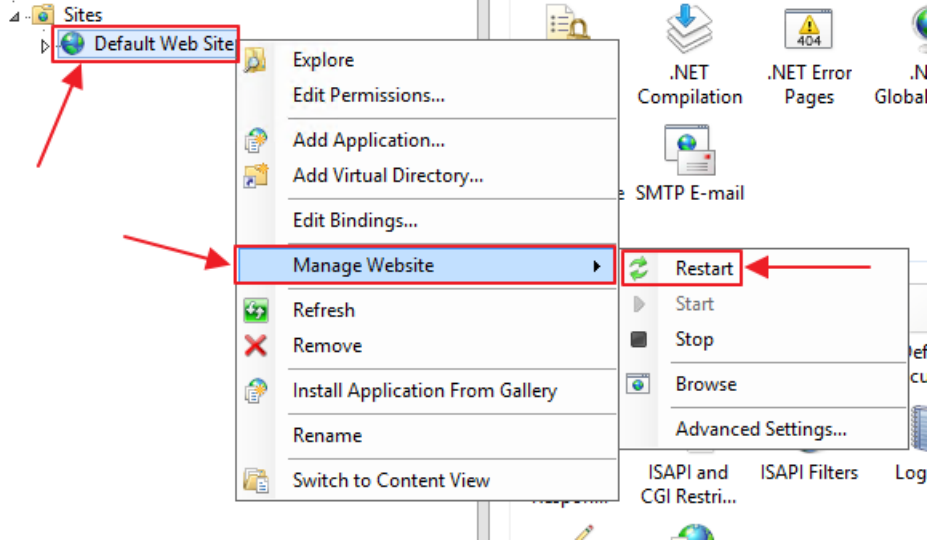 Sites
Default Web Site
Explore
Edit Permissions...
Add Application...
Add Virtual Directory...
Edit Bindings...
Manage Website
Refresh
Remove
Install Application From Gallery
Rename
Switch to Content View
Restart
Start
Stop
Browse
Advanced Settings...
.NET
Compilation
404
.NET Error
Pages
.N
Global
SMTP E-mail
ISAPI and
CGI Restri...
ISAPI Filters
Log